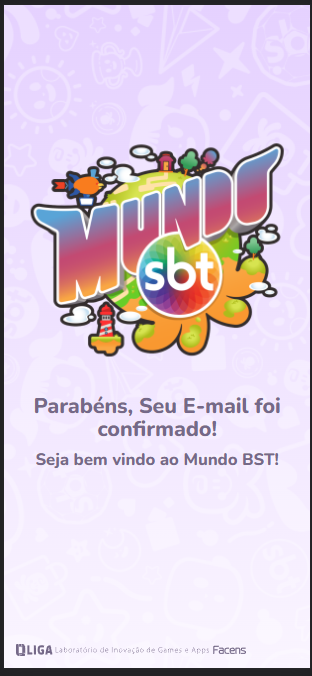 MUNDO
sbt
Parabéns, Seu E-mail foi
confirmado!
Seja bem vindo ao Mundo BST!
LIGA Laboratório de Inovação de Games e Apps Facens